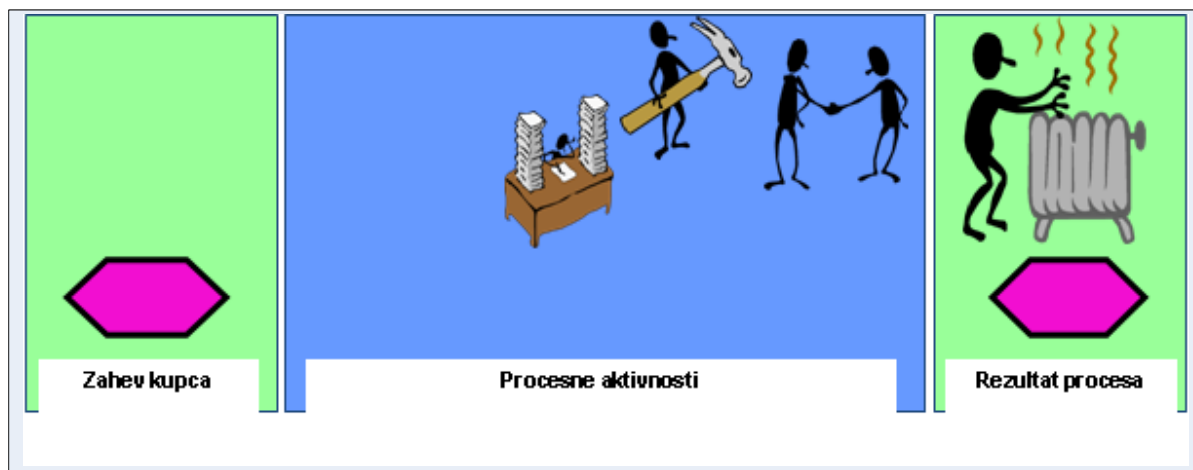 Zahev kupca
Procesne aktivnosti
Rezultat procesa